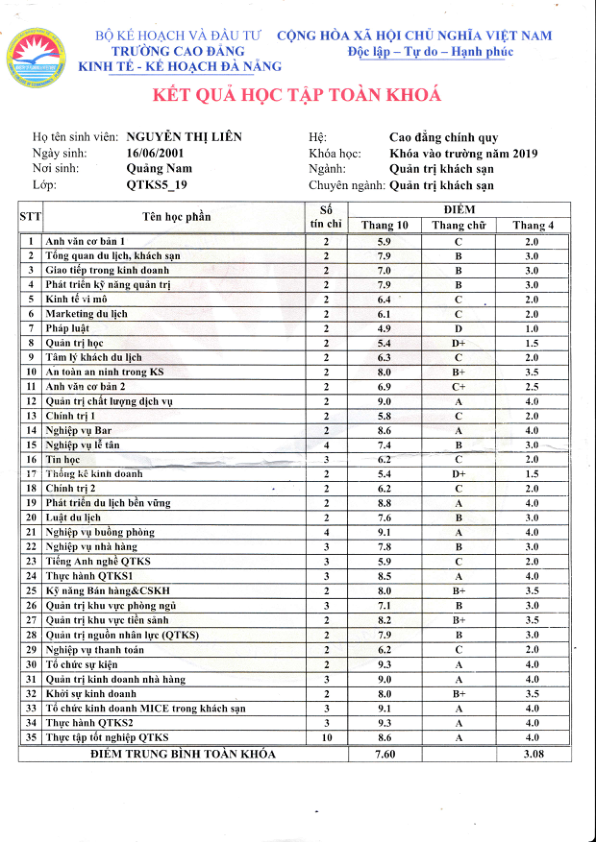 BỘ KẾ HOẠCH VÀ ĐẦU TƯ CỘNG HÒA XÃ HỘI CHỦ NGHĨA VIỆT NAM
TRƯỜNG CAO ĐẲNG Độc lập – Tự do – Hạnh phúc
KINH TẾ - KẾ HOẠCH ĐÀ NẴNG
KẾT QUẢ HỌC TẬP TOÀN KHOÁ
Họ tên sinh viên: NGUYỄN THỊ LIÊN Hệ: Cao đẳng chính quy
Ngày sinh: 16/06/2001 Khóa học: Khóa vào trường năm 2019
Nơi sinh: Quảng Nam Ngành: Quản trị khách sạn
Lớp: QTKS5_19 Chuyên ngành: Quản trị khách sạn
STT Tên học phần Số tín chỉ ĐIỂM
Thang 10 Thang chữ Thang 4
1 Anh văn cơ bản 1 2 5.9 C 2.0
2 Tổng quan du lịch, khách sạn 2 7.9 B 3.0
3 Giao tiếp trong kinh doanh 2 7.0 B 3.0
4 Phát triển kỹ năng quản trị 2 7.9 B 3.0
5 Kinh tế vi mô 2 6.4 C 2.0
6 Marketing du lịch 2 6.1 C 2.0
7 Pháp luật 2 4.9 D 1.0
8 Quản trị học 2 5.4 D+ 1.5
9 Tâm lý khách du lịch 2 6.3 C 2.0
10 An toàn an ninh trong KS 2 8.0 B+ 3.5
11 Anh văn cơ bản 2 2 6.9 C+ 2.5
12 Quản trị chất lượng dịch vụ 2 9.0 A 4.0
13 Chính trị 1 2 5.8 C 2.0
14 Nghiệp vụ Bar 2 8.6 A 4.0
15 Nghiệp vụ lễ tân 4 7.4 B 3.0
16 Tin học 3 6.2 C 2.0
17 Thống kê kinh doanh 2 5.4 D+ 1.5
18 Chính trị 2 2 6.2 C 2.0
19 Phát triển du lịch bền vững 2 8.8 A 4.0
20 Luật du lịch 2 7.6 B 3.0
21 Nghiệp vụ buồng phòng 4 9.1 A 4.0
22 Nghiệp vụ nhà hàng 3 7.8 B 3.0
23 Tiếng Anh nghề QTKS 3 5.9 C 2.0
24 Thực hành QTKS1 3 8.5 A 4.0
25 Kỹ năng Bán hàng&CSKH 2 8.0 B+ 3.5
26 Quản trị khu vực phòng ngủ 3 7.1 B 3.0
27 Quản trị khu vực tiền sảnh 2 8.2 B+ 3.5
28 Quản trị nguồn nhân lực (QTKS) 2 7.9 B 3.0
29 Nghiệp vụ thanh toán 2 6.2 C 2.0
30 Tổ chức sự kiện 2 9.3 A 4.0
31 Quản trị kinh doanh nhà hàng 3 9.0 A 4.0
32 Khởi sự kinh doanh 2 8.0 B+ 3.5
33 Tổ chức kinh doanh MICE trong khách sạn 3 9.1 A 4.0
34 Thực hành QTKS2 3 9.3 A 4.0
35 Thực tập tốt nghiệp QTKS 10 8.6 A 4.0
ĐIỂM TRUNG BÌNH TOÀN KHÓA 7.60 3.08